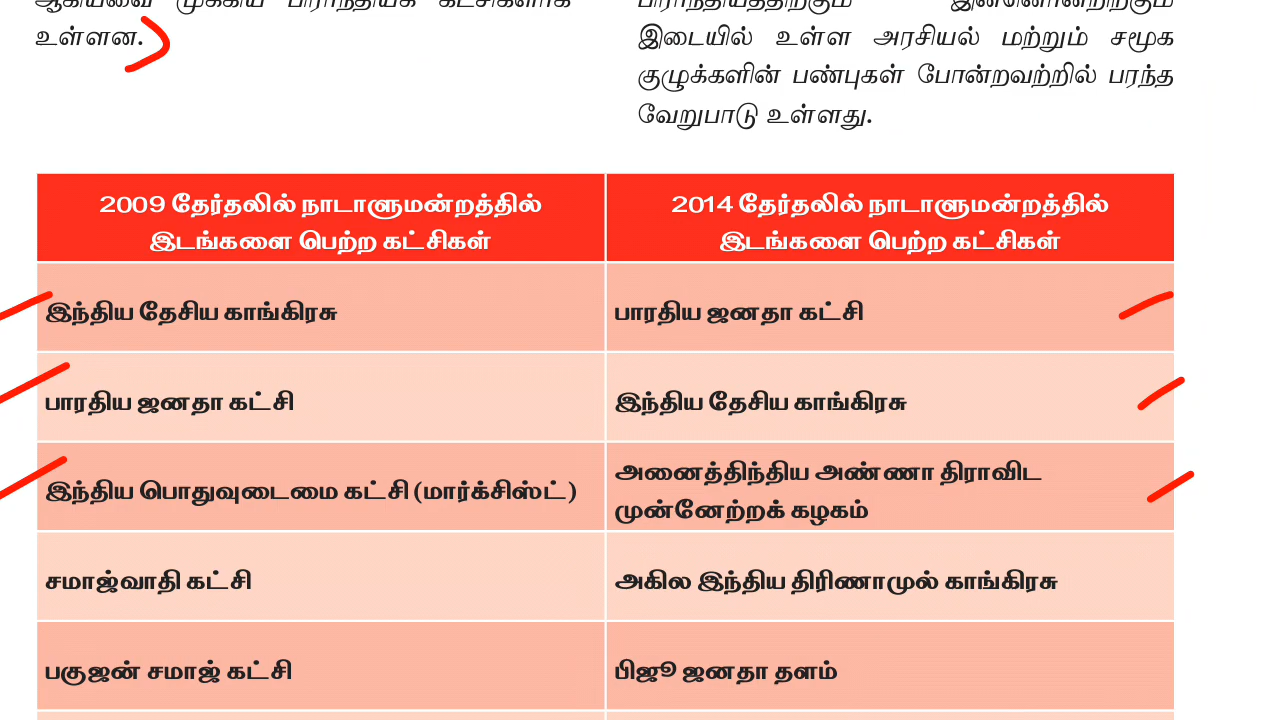 உள்ளன.
இடையில் உள்ள அரசியல் மற்றும் சமூக
குழுக்களின் பண்புகள் போன்றவற்றில் பரந்த
வேறுபாடு உள்ளது.
2009 தேர்தலில் நாடாளுமன்றத்தில்
இடங்களை பெற்ற கட்சிகள்
2014 தேர்தலில் நாடாளுமன்றத்தில்
இடங்களை பெற்ற கட்சிகள்
இந்திய தேசிய காங்கிரசு
பாரதிய ஜனதா கட்சி
பாரதிய ஜனதா கட்சி
இந்திய தேசிய காங்கிரசு
இந்திய பொதுவுடைமை கட்சி (மார்க்சிஸ்ட்)
அனைத்திந்திய அண்ணா திராவிட
முன்னேற்றக் கழகம்
சமாஜ்வாதி கட்சி
அகில இந்திய திரிணாமுல் காங்கிரசு
பகுஜன் சமாஜ் கட்சி
பிஜூ ஜனதா தளம்